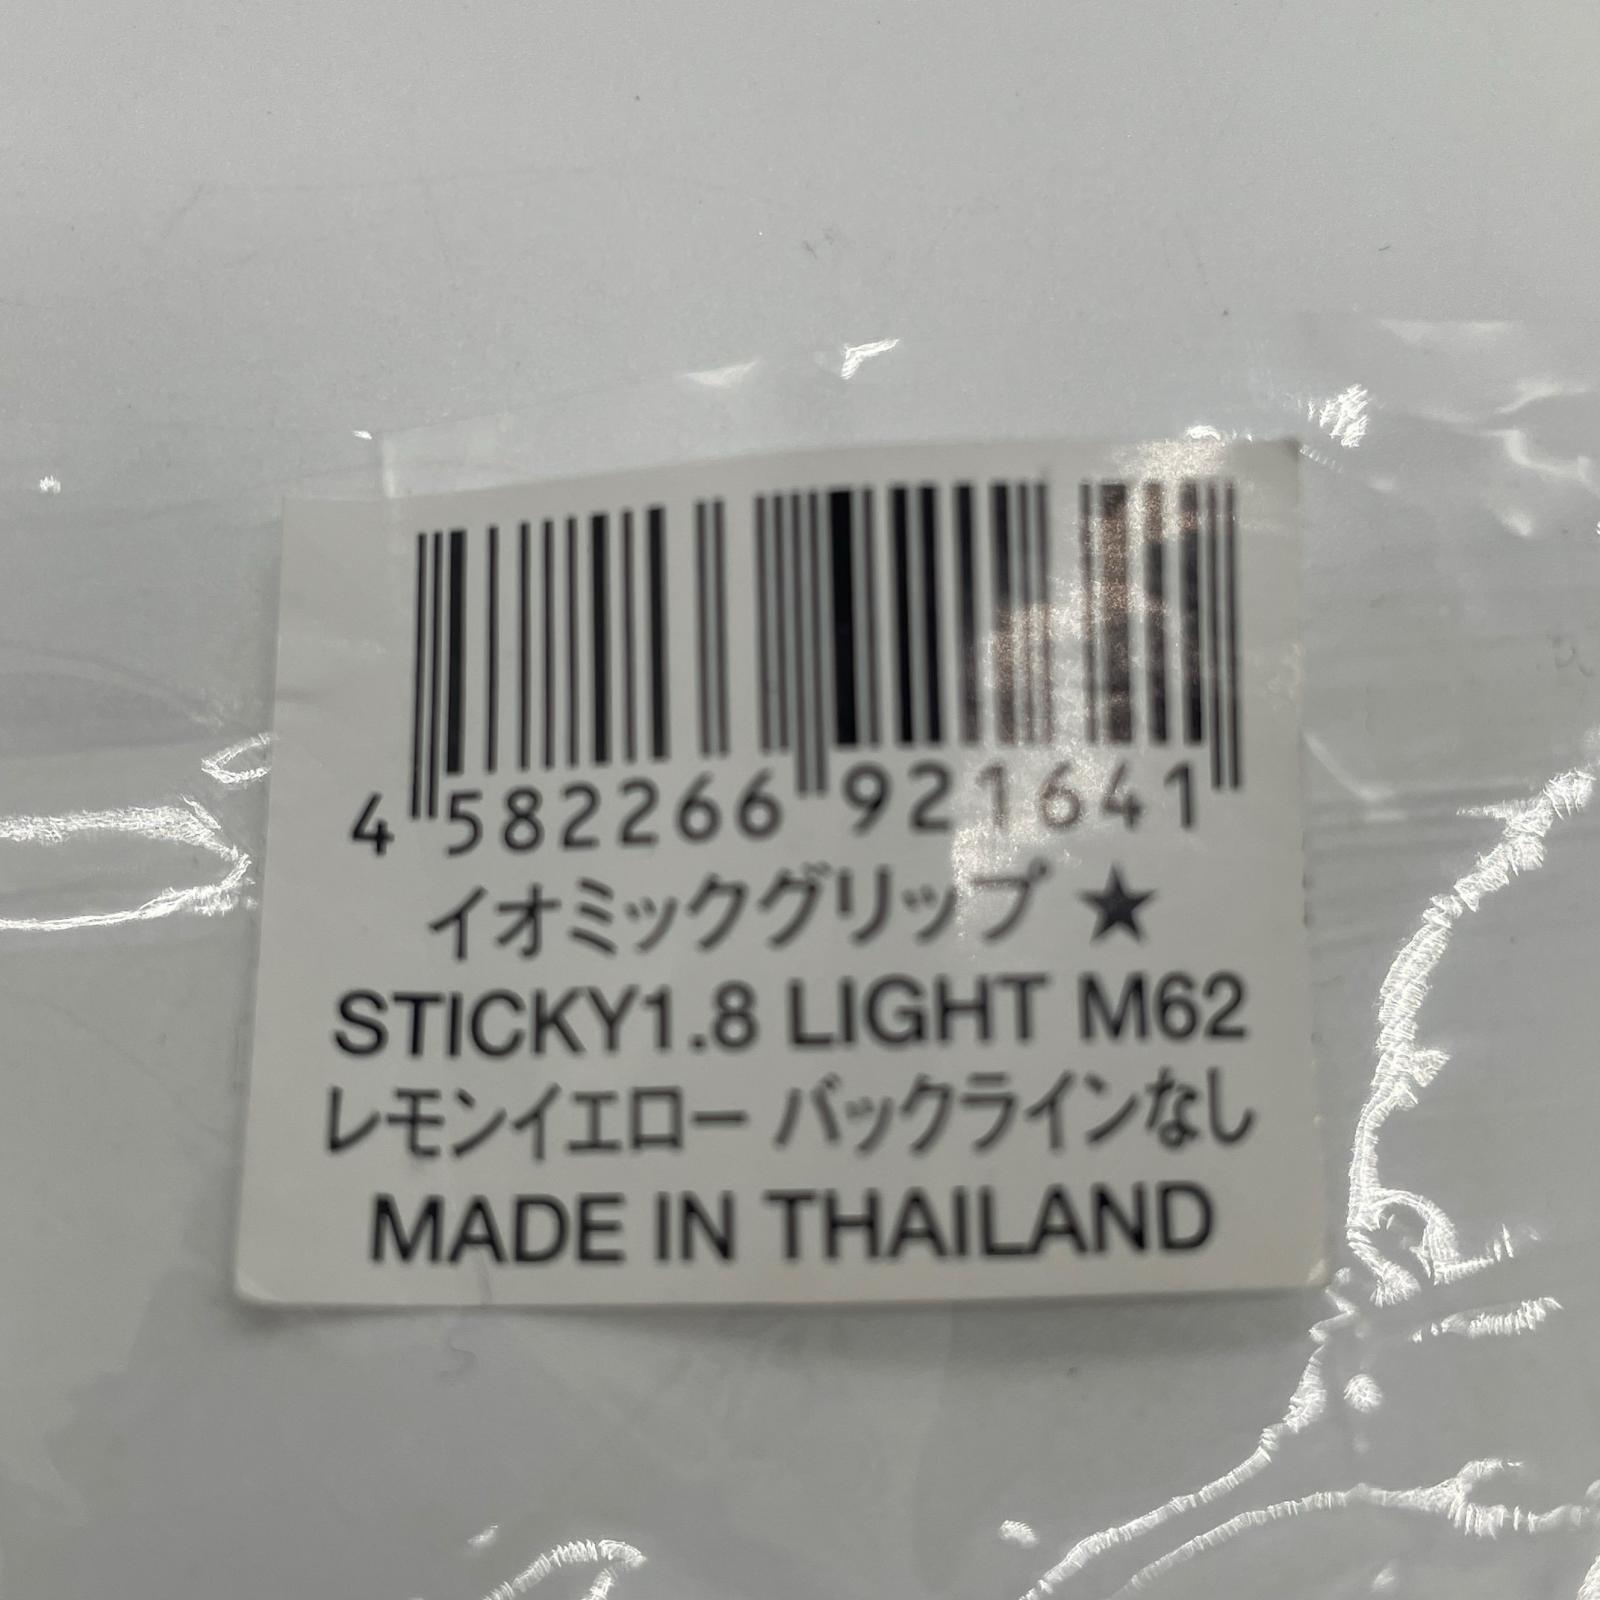 4 582266 921641
イオミックグリップ ★
STICKY1.8 LIGHT M62
レモンイエロー バックラインなし
MADE IN THAILAND